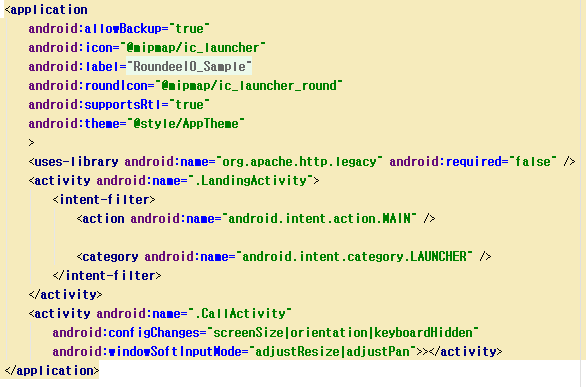 <application
android:allowBackup="true"
android:icon="@mipmap/ic_launcher"
android:label="RoundeeIO_Sample"
android:roundIcon="@mipmap/ic_launcher_round"
android:supportsRtl="true"
android:theme="@style/AppTheme"
>
<uses-library android:name="org.apache.http.legacy" android:required="false" />
<activity android:name=".LandingActivity">
<intent-filter>
<action android:name="android.intent.action.MAIN" />
<category android:name="android.intent.category.LAUNCHER" />
</intent-filter>
</activity>
<activity android:name=".CallActivity"
android:configChanges="screenSize|orientation|keyboardHidden"
android:windowSoftInputMode="adjustResize|adjustPan">></activity>
</application>